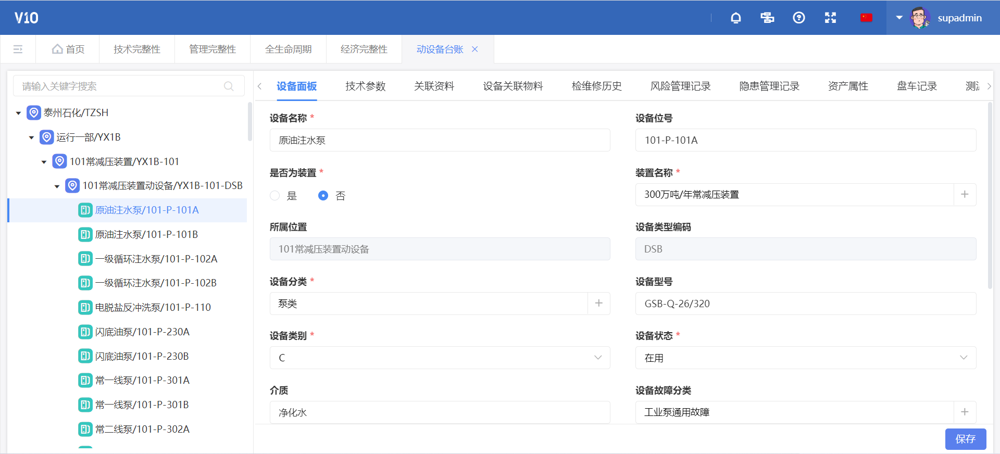 V10
supadmin
首页
技术完整性
管理完整性
全生命周期
经济完整性
动设备台账
请输入关键字搜索
泰州石化/TZSH
运行一部/YX1B
101常减压装置/YX1B-101
101常减压装置动设备/YX1B-101-DSB
原油注水泵/101-P-101A
原油注水泵/101-P-101B
一级循环注水泵/101-P-102A
一级循环注水泵/101-P-102B
电脱盐反冲洗泵/101-P-110
闪底油泵/101-P-230A
闪底油泵/101-P-230B
常一线泵/101-P-301A
常一线泵/101-P-301B
常二线泵/101-P-302A
设备面板
技术参数
关联资料
设备关联物料
检维修历史
风险管理记录
隐患管理记录
资产属性
盘车记录
设备名称 *
原油注水泵
设备位号
101-P-101A
是否为装置 *
是
否
装置名称 *
300万吨/年常减压装置
所属位置
101常减压装置动设备
设备类型编码
DSB
设备分类 *
泵类
设备型号
GSB-Q-26/320
设备类别 *
C
设备状态 *
在用
介质
净化水
设备故障分类
工业泵通用故障
保存